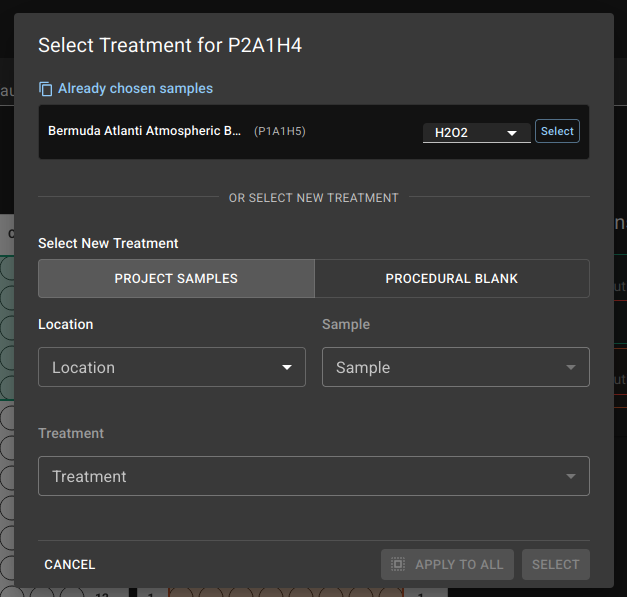 Select Treatment for P2A1H4
Already chosen samples
Bermuda Atlanti Atmospheric B... (P1A1H5) H2O2 Select
OR SELECT NEW TREATMENT
Select New Treatment
PROJECT SAMPLES PROCEDURAL BLANK
Location Sample
Location Sample
Treatment
Treatment
CANCEL APPLY TO ALL SELECT